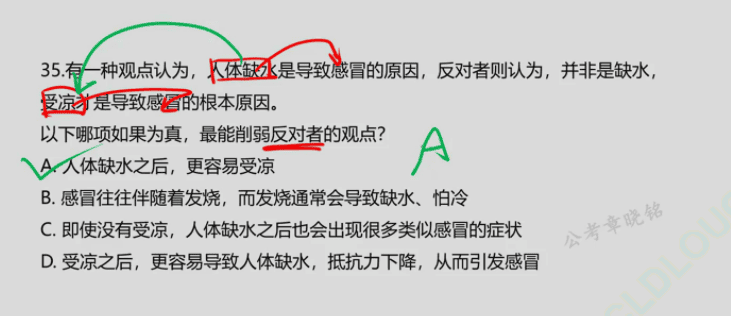 35.有一种观点认为，人体缺水是导致感冒的原因，反对者则认为，并非是缺水，
受凉才是导致感冒的根本原因。
以下哪项如果为真，最能削弱反对者的观点？
A
A. 人体缺水之后，更容易受凉
B. 感冒往往伴随着发烧，而发烧通常会导致缺水、怕冷
C. 即使没有受凉，人体缺水之后也会出现很多类似感冒的症状
公考章晓铭
D. 受凉之后，更容易导致人体缺水，抵抗力下降，从而引发感冒